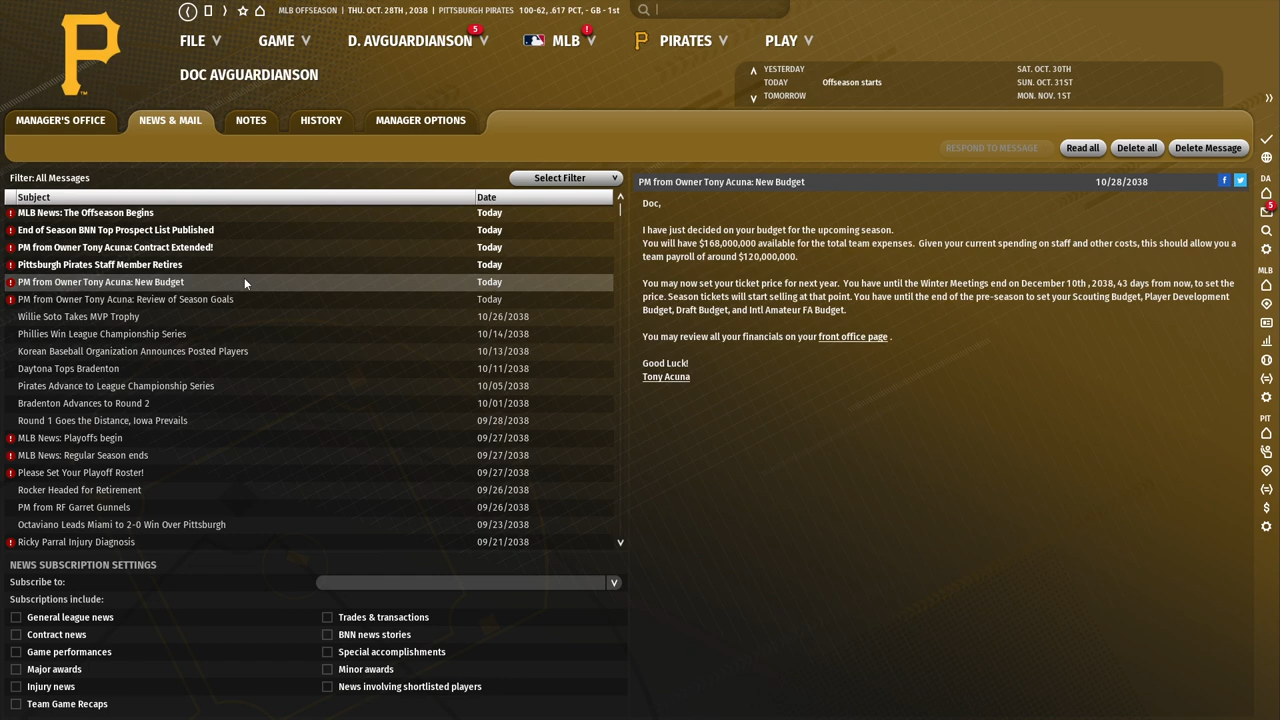 MLB OFFSEASON | THU. OCT. 28TH , 2038 | PITTSBURGH PIRATES 100-62, .617 PCT, - GB - 1st
FILE GAME D. AVGUARDIANSON 5 MLB ! P PIRATES PLAY
P
TM
DOC AVGUARDIANSON
YESTERDAY SAT. OCT. 30TH
TODAY Offseason starts SUN. OCT. 31ST
TOMORROW MON. NOV. 1ST
MANAGER'S OFFICE NEWS & MAIL NOTES HISTORY MANAGER OPTIONS
RESPOND TO MESSAGE Read all Delete all Delete Message
Filter: All Messages Select Filter
Subject Date
! MLB News: The Offseason Begins Today
! End of Season BNN Top Prospect List Published Today
! PM from Owner Tony Acuna: Contract Extended! Today
! Pittsburgh Pirates Staff Member Retires Today
! PM from Owner Tony Acuna: New Budget Today
! PM from Owner Tony Acuna: Review of Season Goals Today
Willie Soto Takes MVP Trophy 10/26/2038
Phillies Win League Championship Series 10/14/2038
Korean Baseball Organization Announces Posted Players 10/13/2038
Daytona Tops Bradenton 10/11/2038
Pirates Advance to League Championship Series 10/05/2038
Bradenton Advances to Round 2 10/01/2038
Round 1 Goes the Distance, Iowa Prevails 09/28/2038
! MLB News: Playoffs begin 09/27/2038
! MLB News: Regular Season ends 09/27/2038
! Please Set Your Playoff Roster! 09/27/2038
Rocker Headed for Retirement 09/26/2038
PM from RF Garret Gunnels 09/26/2038
Octaviano Leads Miami to 2-0 Win Over Pittsburgh 09/23/2038
! Ricky Parral Injury Diagnosis 09/21/2038
NEWS SUBSCRIPTION SETTINGS
Subscribe to:
Subscriptions include:
General league news Trades & transactions
Contract news BNN news stories
Game performances Special accomplishments
Major awards Minor awards
Injury news News involving shortlisted players
Team Game Recaps
PM from Owner Tony Acuna: New Budget 10/28/2038 f
Doc,
I have just decided on your budget for the upcoming season.
You will have $168,000,000 available for the total team expenses. Given your current spending on staff and other costs, this should allow you a
team payroll of around $120,000,000.
You may now set your ticket price for next year. You have until the Winter Meetings end on December 10th , 2038, 43 days from now, to set the
price. Season tickets will start selling at that point. You have until the end of the pre-season to set your Scouting Budget, Player Development
Budget, Draft Budget, and Intl Amateur FA Budget.
You may review all your financials on your front office page .
Good Luck!
Tony Acuna
DA
5
MLB
PIT
$